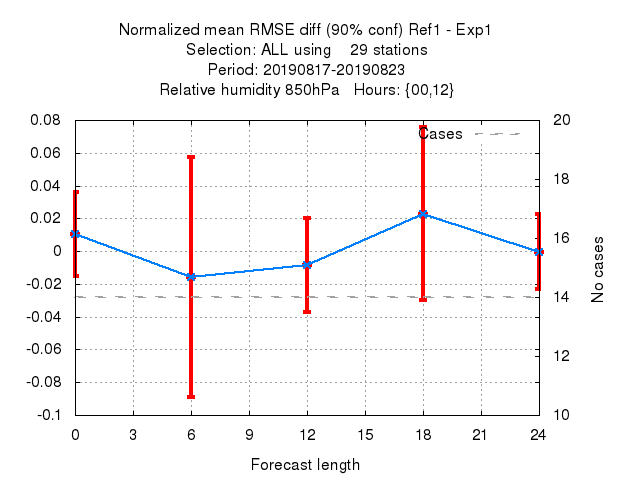 Normalized mean RMSE diff (90% conf) Ref1 - Exp1
Selection: ALL using    29 stations
Period: 20190817-20190823
Relative humidity 850hPa   Hours: {00,12}
Cases
0.08
0.06
0.04
0.02
0
-0.02
-0.04
-0.06
-0.08
-0.1
20
18
16
14
12
10
No cases
0 3 6 9 12 15 18 21 24
Forecast length